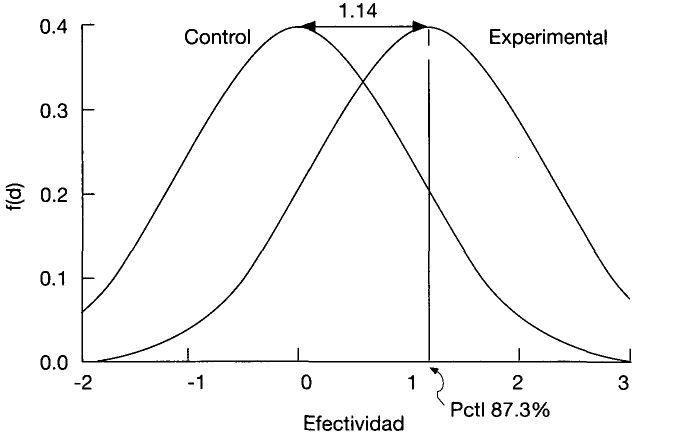 1.14
Control
Experimental
f(d)
0.4
0.3
0.2
0.1
0.0
-2 -1 0 1 2 3
Pctl 87.3%
Efectividad